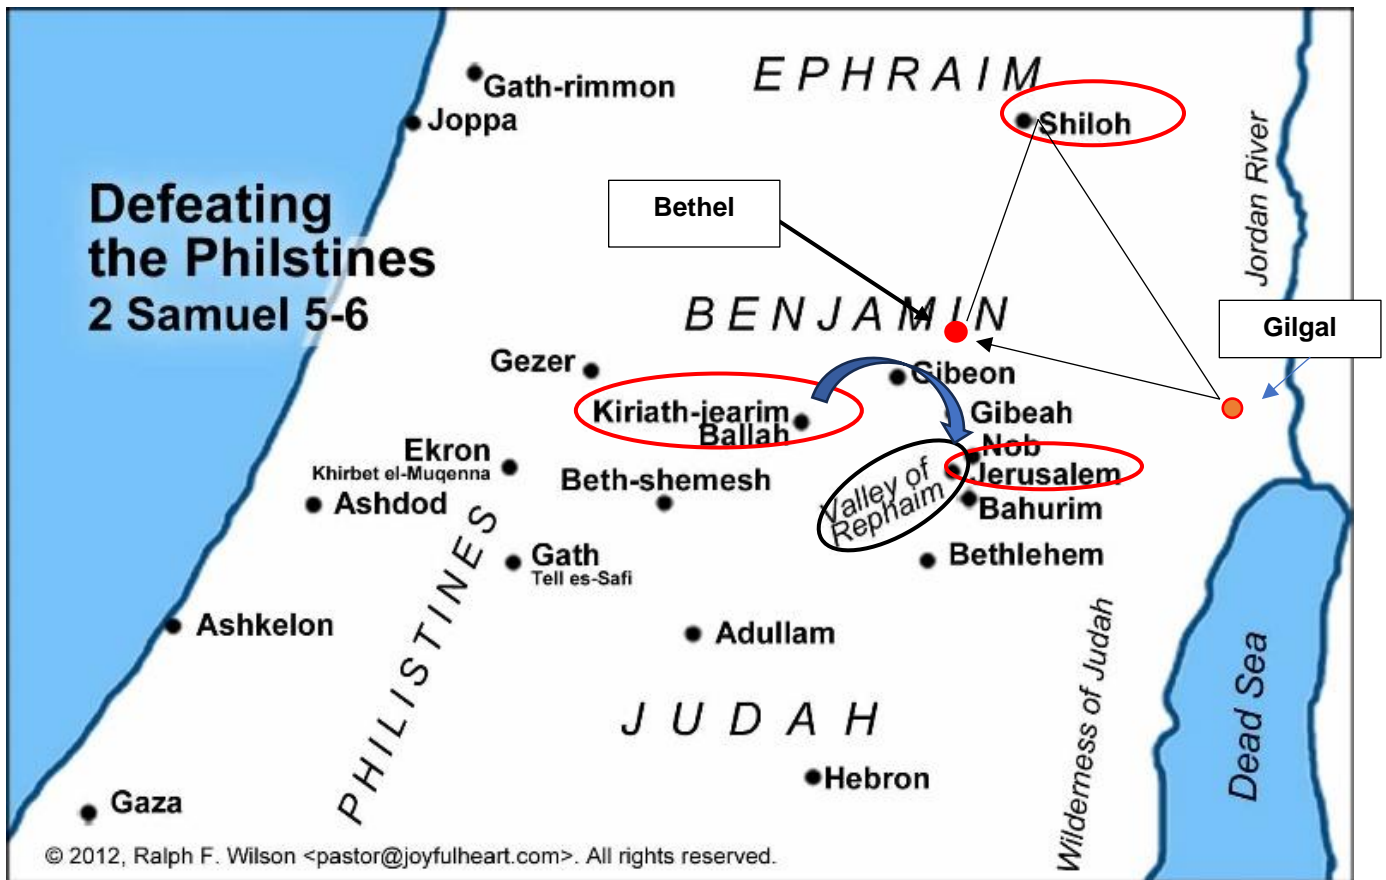 EPHRAIM
Gath-rimmon
Joppa
Shiloh
Jordan River
Defeating
the Philstines
2 Samuel 5-6
Bethel
BENJAMIN
Gilgal
Gezer
Gibeon
Kiriath-jearim
Ballah
Gibeah
Nob
Ekron
Khirbet el-Muqenna
Jerusalem
Beth-shemesh
Valley of
Rephaim
Ashdod
Bahurim
Gath
Tell es-Safi
Bethlehem
PHILISTINES
Ashkelon
Adullam
Wilderness of Judah
Dead Sea
JUDAH
Hebron
Gaza
© 2012, Ralph F. Wilson <pastor@joyfulheart.com>. All rights reserved.